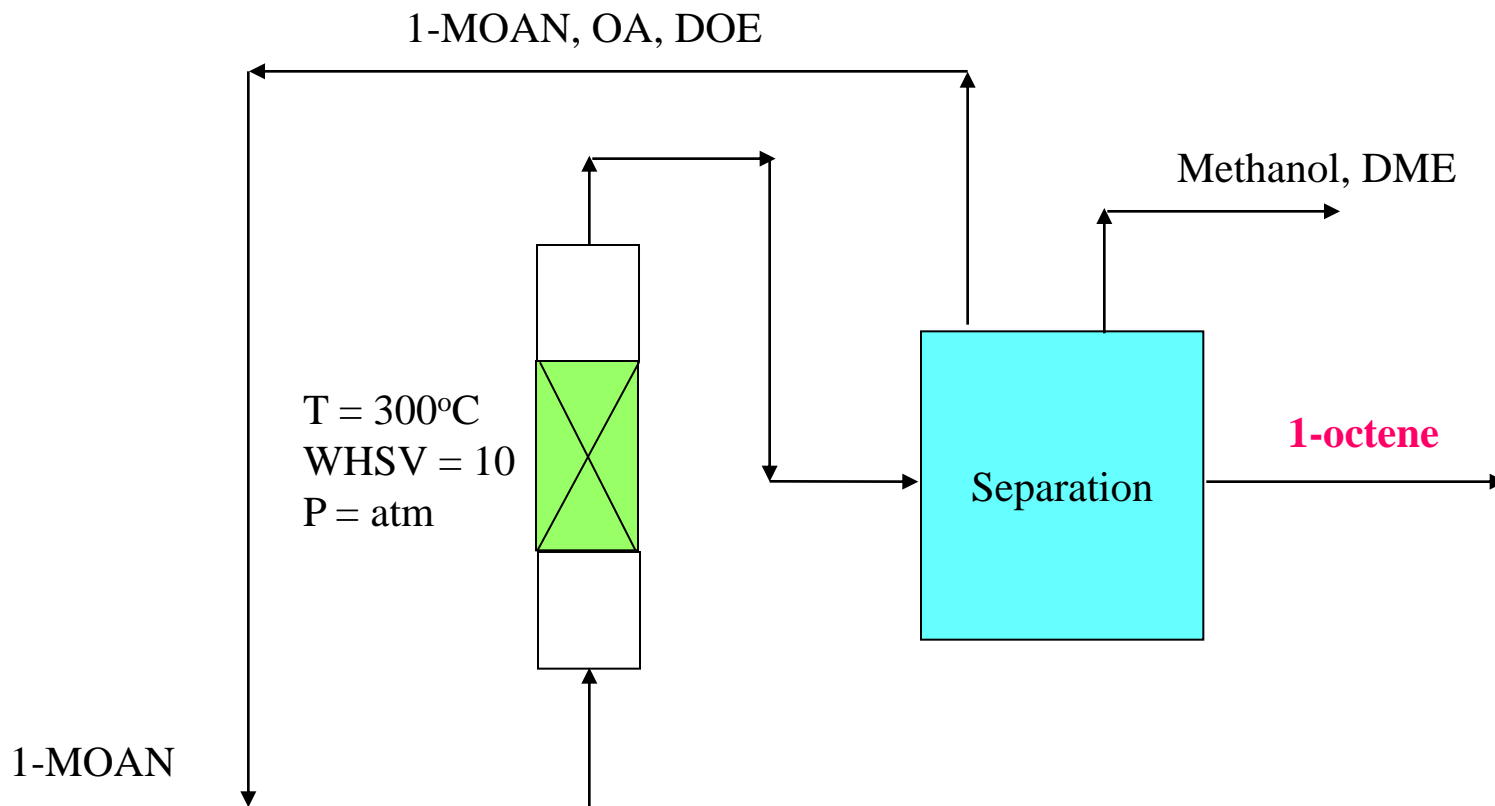 1-MOAN, OA, DOE
Methanol, DME
T = 300°C
WHSV = 10
P = atm
1-octene
Separation
1-MOAN